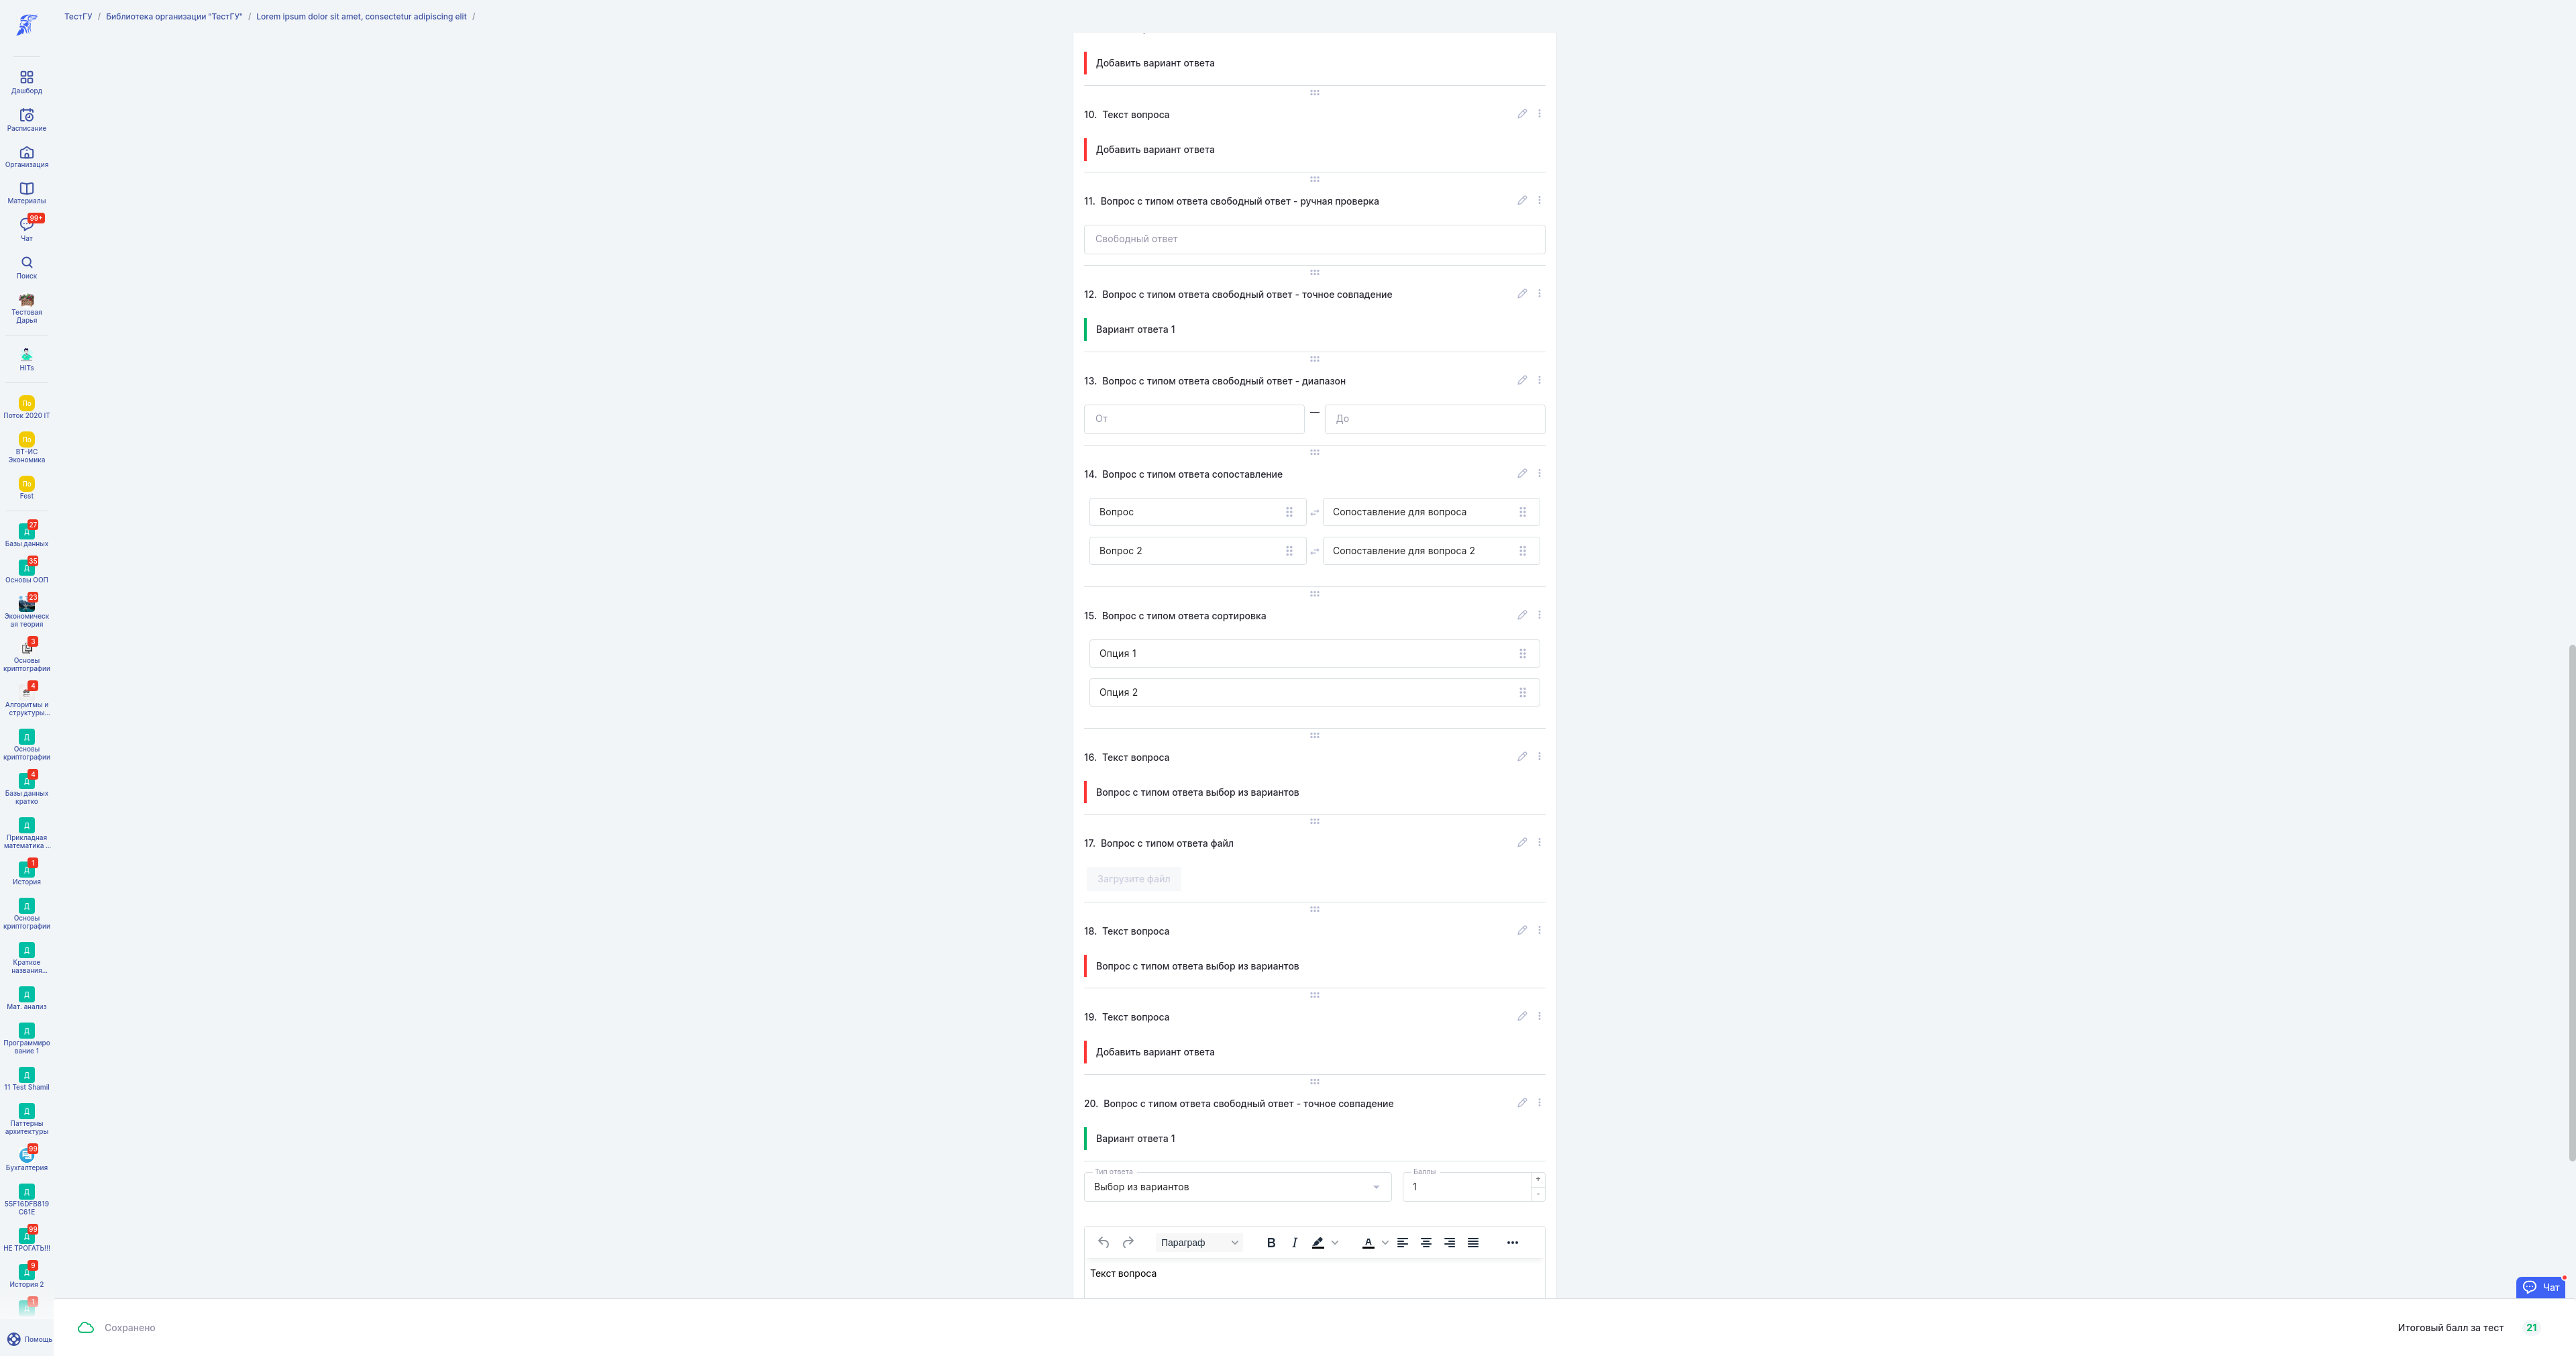 ТестГУ / Библиотека организации "ТестГУ" / Lorem ipsum dolor sit amet, consectetur adipiscing elit /
Дашборд
Расписание
Организация
Материалы
99+
Чат
Поиск
Тестовая
Дарья
HITs
По
Поток 2020 IT
По
ВТ-ИС
Экономика
По
Fest
27
Д
Базы данных
35
Д
Основы ООП
23
Экономическ
ая теория
3
Основы
криптографии
4
Алгоритмы и
структуры...
Д
Основы
криптографии
4
Д
Базы данных
кратко
Д
Прикладная
математика ...
1
Д
История
Д
Основы
криптографии
Д
Краткое
названия...
Д
Мат. анализ
Д
Программиро
вание 1
Д
11 Test Shamil
Д
Паттерны
архитектуры
99
Бухгалтерия
Д
55F16DFB819
C61E
99
Д
НЕ ТРОГАТЬ!!!
9
Д
История 2
1
Д
Помощь
Добавить вариант ответа
10. Текст вопроса
Добавить вариант ответа
11. Вопрос с типом ответа свободный ответ - ручная проверка
Свободный ответ
12. Вопрос с типом ответа свободный ответ - точное совпадение
Вариант ответа 1
13. Вопрос с типом ответа свободный ответ - диапазон
От — До
14. Вопрос с типом ответа сопоставление
Вопрос Сопоставление для вопроса
Вопрос 2 Сопоставление для вопроса 2
15. Вопрос с типом ответа сортировка
Опция 1
Опция 2
16. Текст вопроса
Вопрос с типом ответа выбор из вариантов
17. Вопрос с типом ответа файл
Загрузите файл
18. Текст вопроса
Вопрос с типом ответа выбор из вариантов
19. Текст вопроса
Добавить вариант ответа
20. Вопрос с типом ответа свободный ответ - точное совпадение
Вариант ответа 1
Тип ответа Баллы
Выбор из вариантов 1 + -
Параграф B I A
Текст вопроса
Чат
Сохранено
Итоговый балл за тест 21